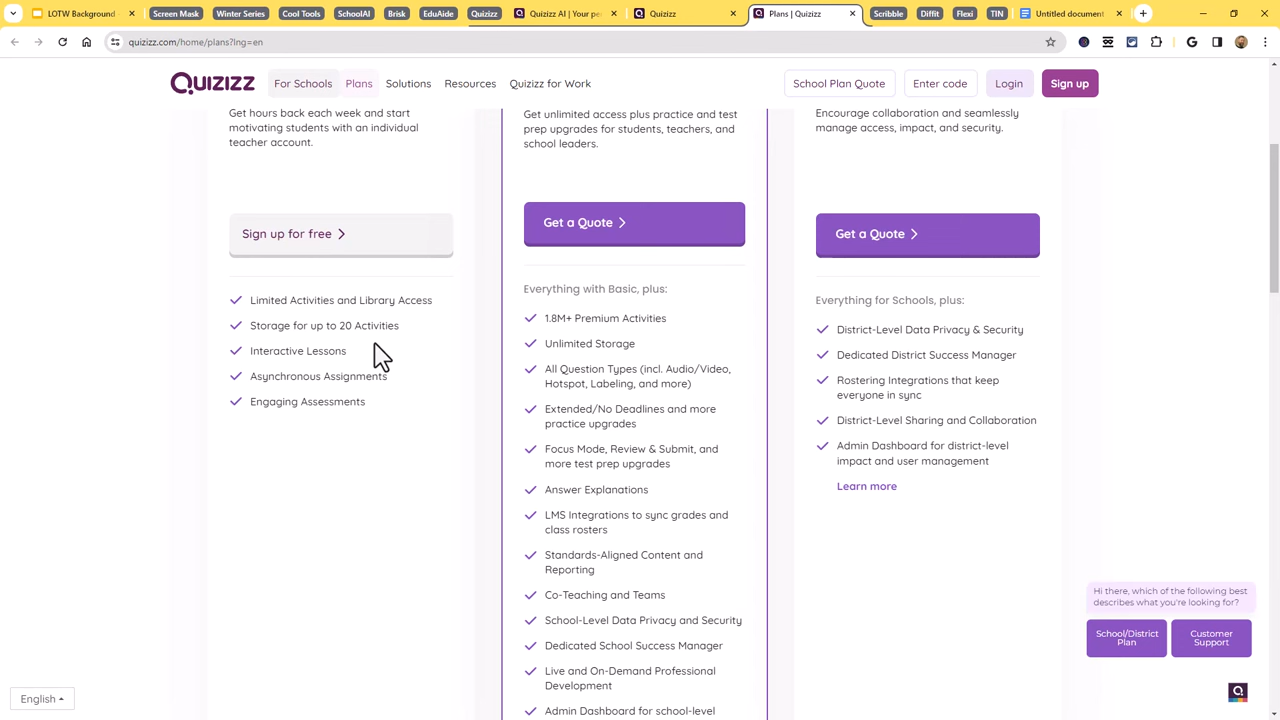 LOTW Background
Screen Mask
Winter Series
Cool Tools
SchoolAI
Brisk
EduAide
Quizizz
Quizizz AI | Your pe
Quizizz
Plans | Quizizz
Scribble
Diffit
Flexi
TIN
Untitled document
quizizz.com/home/plans?lng=en
Quizizz
For Schools
Plans
Solutions
Resources
Quizizz for Work
School Plan Quote
Enter code
Login
Sign up
Get hours back each week and start
motivating students with an individual
teacher account.
Sign up for free
Limited Activities and Library Access
Storage for up to 20 Activities
Interactive Lessons
Asynchronous Assignments
Engaging Assessments
Get unlimited access plus practice and test
prep upgrades for students, teachers, and
school leaders.
Get a Quote
Everything with Basic, plus:
1.8M+ Premium Activities
Unlimited Storage
All Question Types (incl. Audio/Video,
Hotspot, Labeling, and more)
Extended/No Deadlines and more
practice upgrades
Focus Mode, Review & Submit, and
more test prep upgrades
Answer Explanations
LMS Integrations to sync grades and
class rosters
Standards-Aligned Content and
Reporting
Co-Teaching and Teams
School-Level Data Privacy and Security
Dedicated School Success Manager
Live and On-Demand Professional
Development
Admin Dashboard for school-level
Encourage collaboration and seamlessly
manage access, impact, and security.
Get a Quote
Everything for Schools, plus:
District-Level Data Privacy & Security
Dedicated District Success Manager
Rostering Integrations that keep
everyone in sync
District-Level Sharing and Collaboration
Admin Dashboard for district-level
impact and user management
Learn more
Hi there, which of the following best
describes what you're looking for?
School/District
Plan
Customer
Support
English